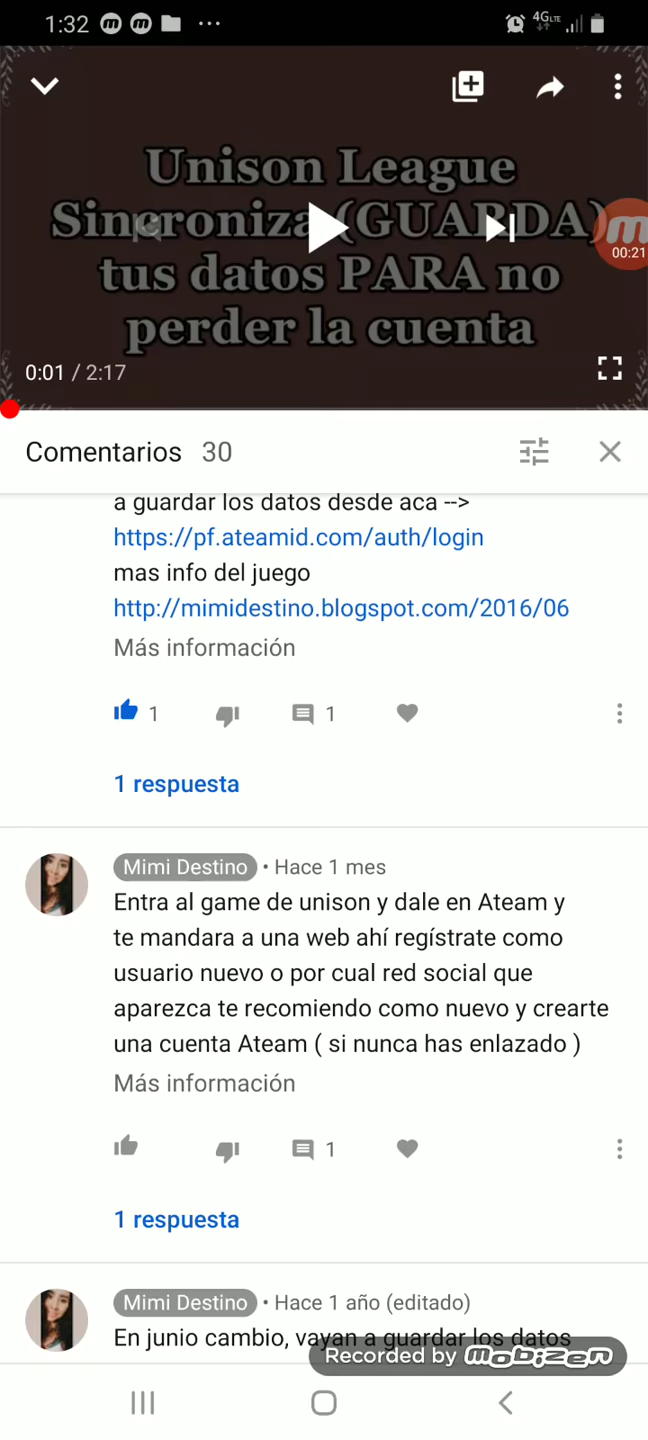 1:32
4G LTE
Unison League
Sincroniza (GUARDA)
tus datos PARA no
perder la cuenta
00:21
0:01 / 2:17
Comentarios 30
a guardar los datos desde aca -->
https://pf.ateamid.com/auth/login
mas info del juego
http://mimidestino.blogspot.com/2016/06
Más información
1 1
1 respuesta
Mimi Destino • Hace 1 mes
Entra al game de unison y dale en Ateam y
te mandara a una web ahí regístrate como
usuario nuevo o por cual red social que
aparezca te recomiendo como nuevo y crearte
una cuenta Ateam ( si nunca has enlazado )
Más información
1
1 respuesta
Mimi Destino • Hace 1 año (editado)
En junio cambio, vayan a guardar los datos
Recorded by mobizen